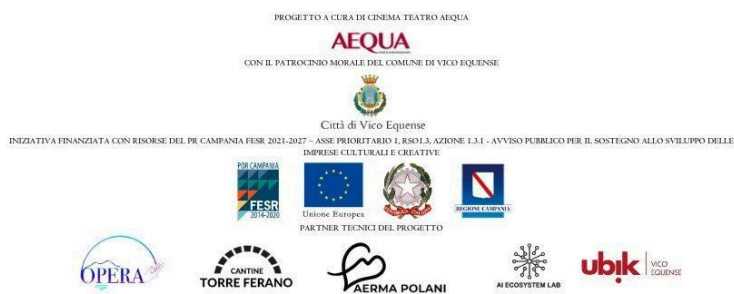 PROGETTO A CURA DI CINEMA TEATRO AEQUA
AEQUA
CON IL PATROCINIO MORALE DEL COMUNE DI VICO EQUENSE
Città di Vico Equense
INIZIATIVA FINANZIATA CON RISORSE DEL PR CAMPANIA FESR 2021-2027 – ASSE PRIORITARIO I, RSO1.3, AZIONE 1.3.1 - AVVISO PUBBLICO PER IL SOSTEGNO ALLO SVILUPPO DELLE
IMPRESE CULTURALI E CREATIVE
POR CAMPANIA
FESR
2014-2020
Unione Europea
REGIONE CAMPANIA
PARTNER TECNICI DEL PROGETTO
OPERA
CANTINE
TORRE FERANO
AERMA POLANI
AI ECOSYSTEM LAB
ubik
VICO
EQUENSE